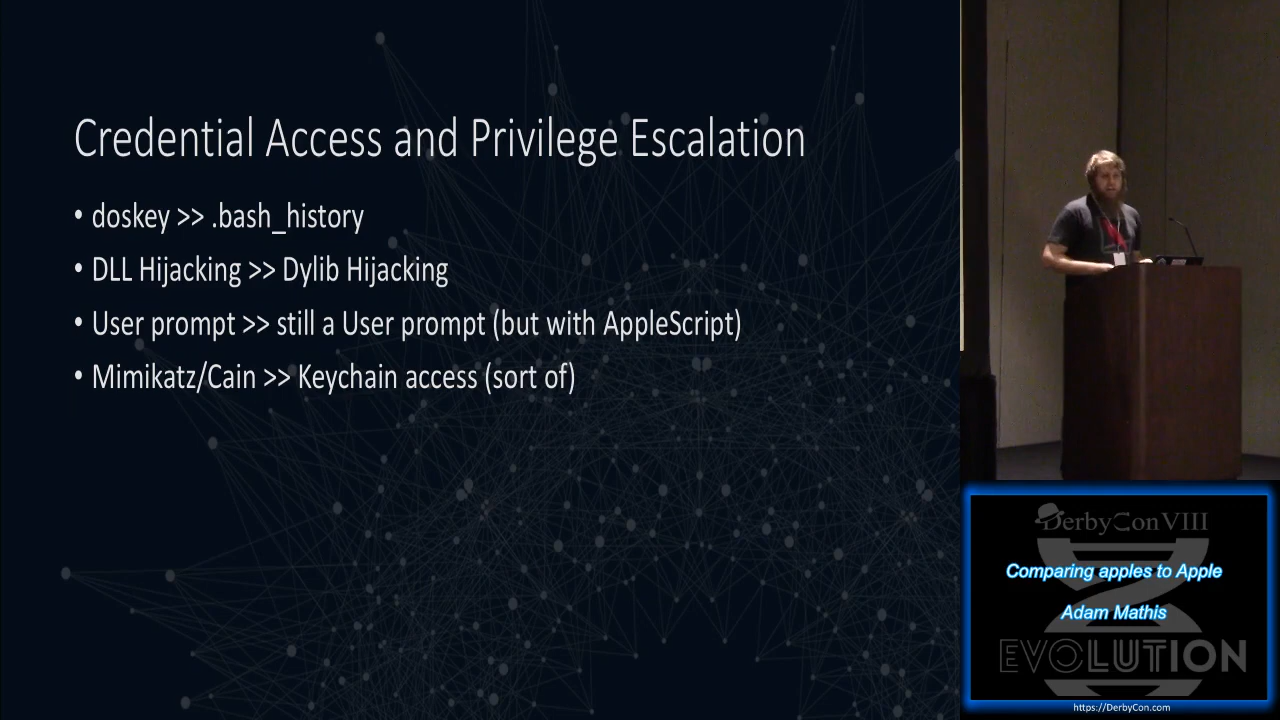 Credential Access and Privilege Escalation
• doskey >> .bash_history
• DLL Hijacking >> Dylib Hijacking
• User prompt >> still a User prompt (but with AppleScript)
• Mimikatz/Cain >> Keychain access (sort of)
DerbyCon VIII
Comparing apples to Apple
Adam Mathis
EVOLUTION
https://DerbyCon.com